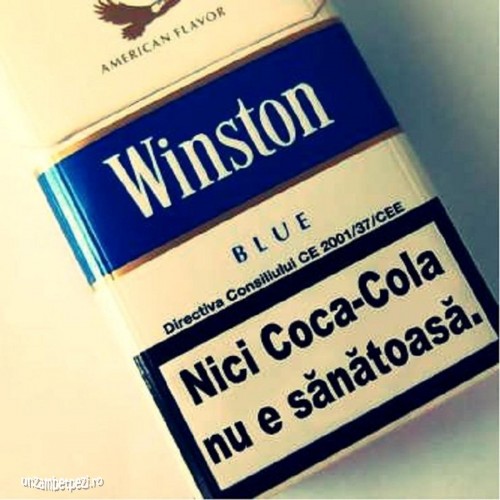 AMERICAN FLAVOR
Winston
BLUE
Directiva Consiliului CE 2001/37/CEE
Nici Coca-Cola
nu e sănătoasă.
unzambetpezi.ro